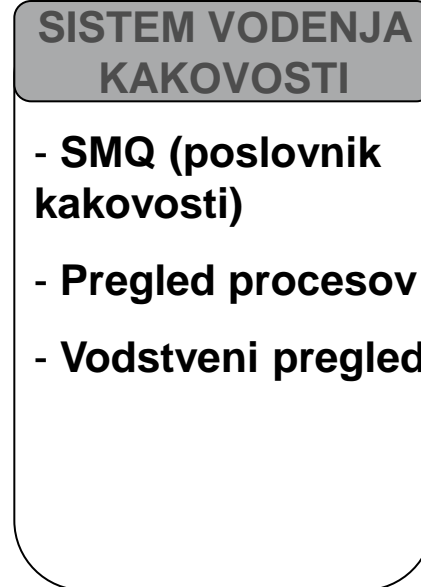 SISTEM VODENJA
KAKOVOSTI
- SMQ (poslovnik
kakovosti)
- Pregled procesov
- Vodstveni pregled